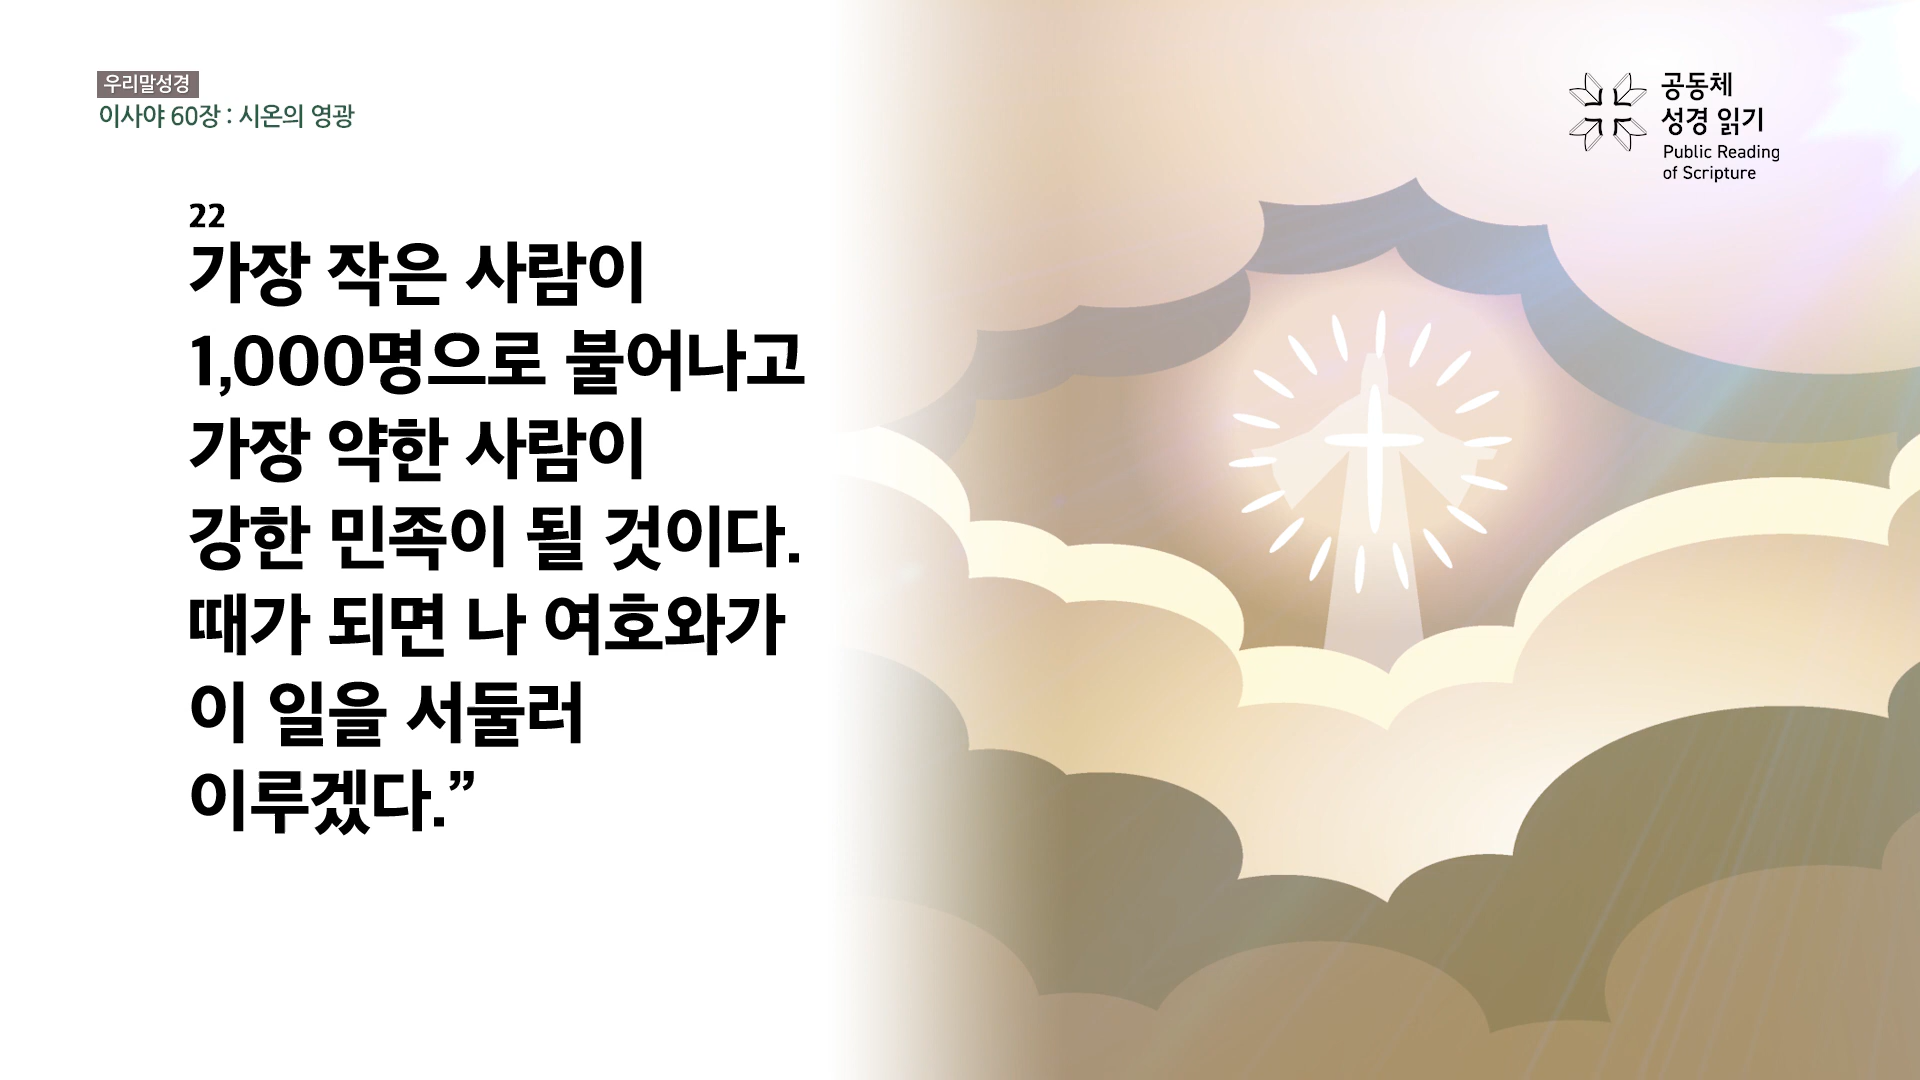 우리말성경
이사야 60장 : 시온의 영광
공동체
성경 읽기
Public Reading
of Scripture
22
가장 작은 사람이
1,000명으로 불어나고
가장 약한 사람이
강한 민족이 될 것이다.
때가 되면 나 여호와가
이 일을 서둘러
이루겠다.”